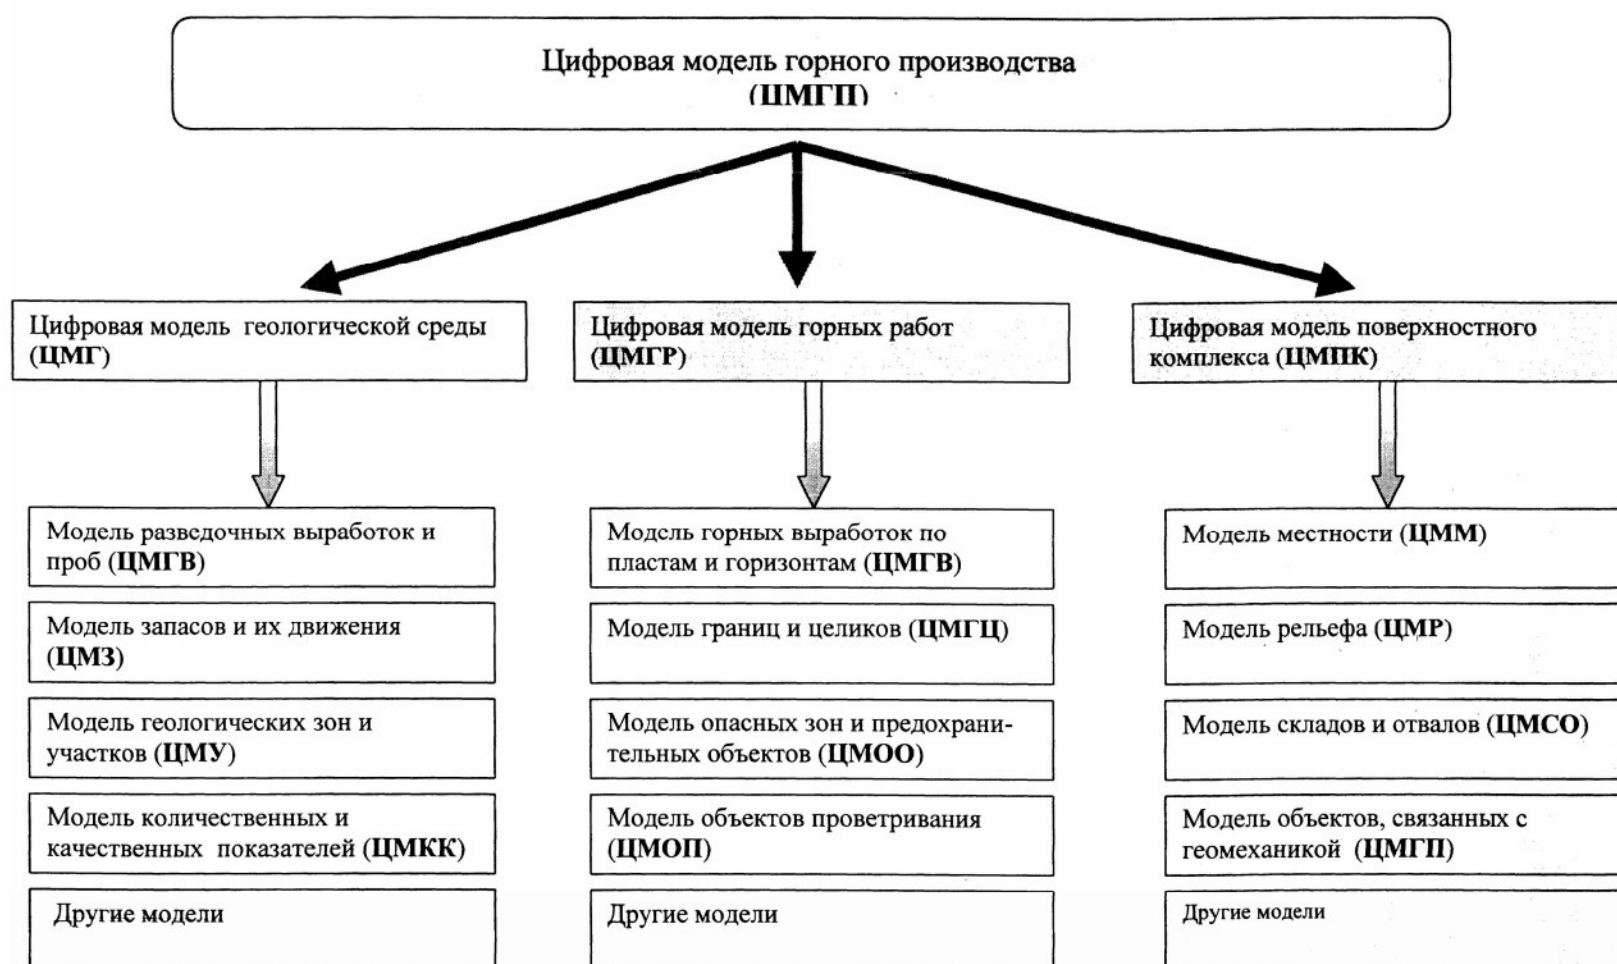 Цифровая модель горного производства
(ЦМГП)
Цифровая модель геологической среды
(ЦМГ)
Цифровая модель горных работ
(ЦМГР)
Цифровая модель поверхностного
комплекса (ЦМПК)
Модель разведочных выработок и
проб (ЦМГВ)
Модель запасов и их движения
(ЦМЗ)
Модель геологических зон и
участков (ЦМУ)
Модель количественных и
качественных показателей (ЦМКК)
Другие модели
Модель горных выработок по
пластам и горизонтам (ЦМГВ)
Модель границ и целиков (ЦМГЦ)
Модель опасных зон и предохрани-
тельных объектов (ЦМОО)
Модель объектов проветривания
(ЦМОП)
Другие модели
Модель местности (ЦММ)
Модель рельефа (ЦМР)
Модель складов и отвалов (ЦМСО)
Модель объектов, связанных с
геомеханикой (ЦМГП)
Другие модели